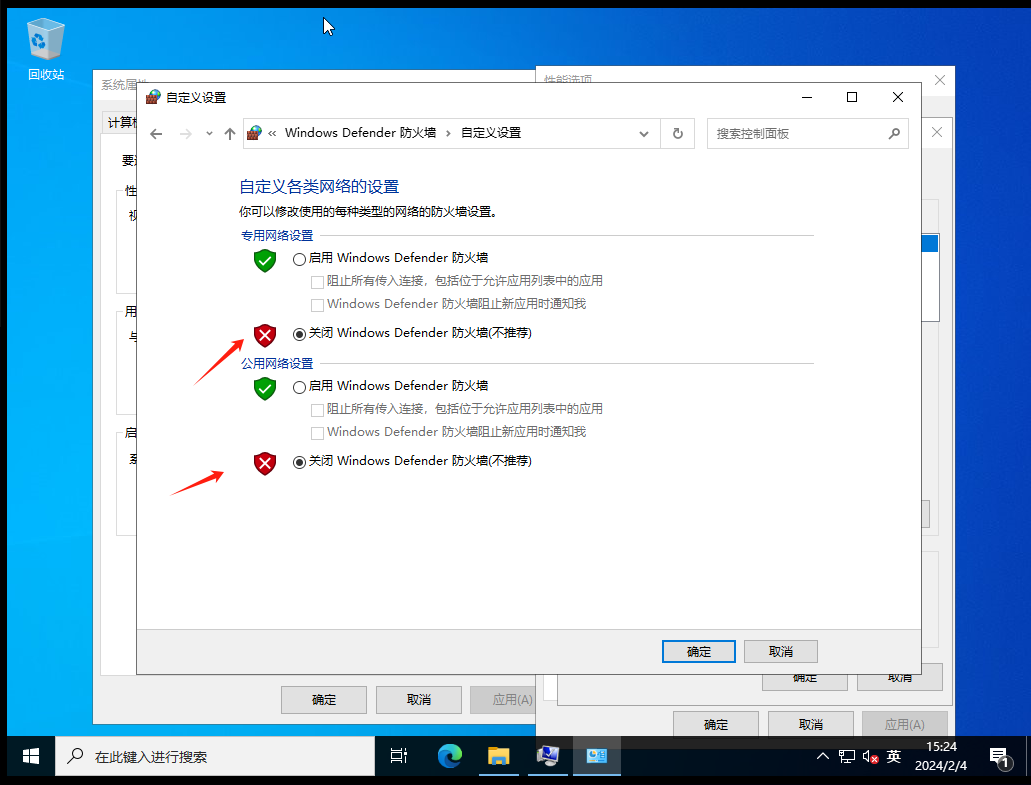 回收站
系统属性
性能选项
自定义设置
« Windows Defender 防火墙 › 自定义设置
搜索控制面板
自定义各类网络的设置
你可以修改使用的每种类型的网络的防火墙设置。
专用网络设置
启用 Windows Defender 防火墙
阻止所有传入连接，包括位于允许应用列表中的应用
Windows Defender 防火墙阻止新应用时通知我
关闭 Windows Defender 防火墙(不推荐)
公用网络设置
启用 Windows Defender 防火墙
阻止所有传入连接，包括位于允许应用列表中的应用
Windows Defender 防火墙阻止新应用时通知我
关闭 Windows Defender 防火墙(不推荐)
确定 取消
确定 取消
确定 取消 应用(A)
确定 取消 应用(A)
在此键入进行搜索
英
15:24
2024/2/4
1